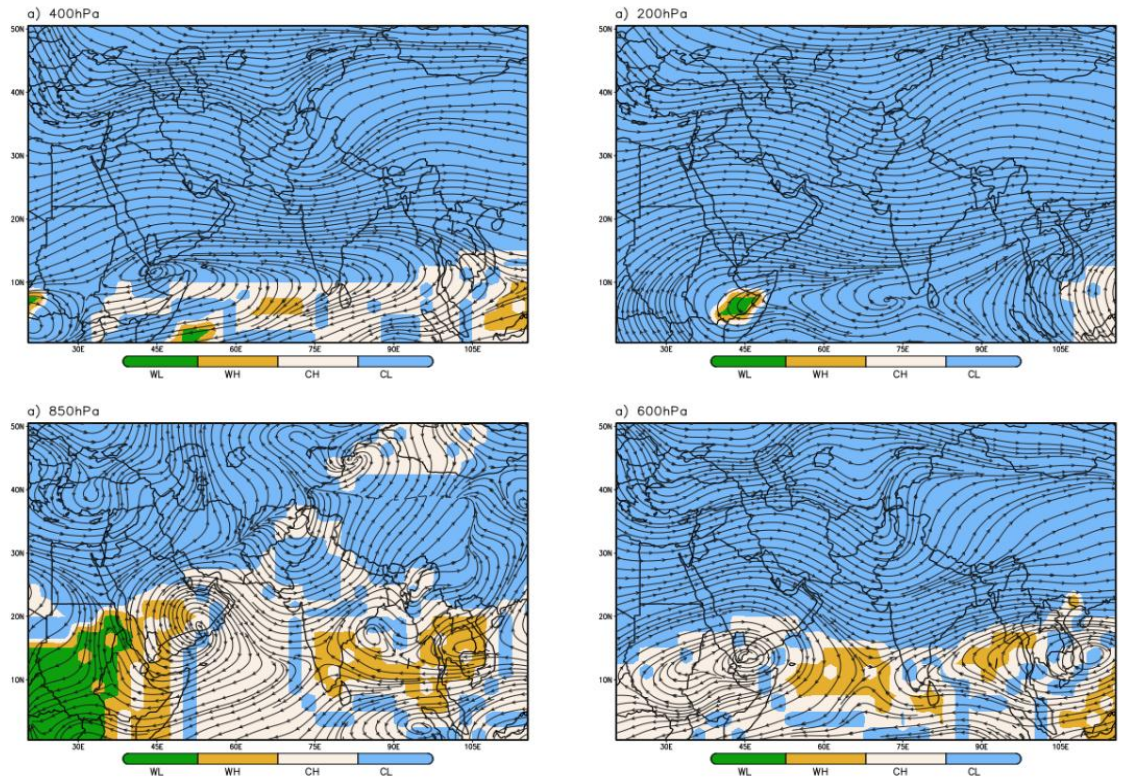 a) 400hPa
50N
40N
30N
20N
10N
30E 45E 60E 75E 90E 105E
WL WH CH CL
a) 200hPa
50N
40N
30N
20N
10N
30E 45E 60E 75E 90E 105E
WL WH CH CL
a) 850hPa
50N
40N
30N
20N
10N
30E 45E 60E 75E 90E 105E
WL WH CH CL
a) 600hPa
50N
40N
30N
20N
10N
30E 45E 60E 75E 90E 105E
WL WH CH CL